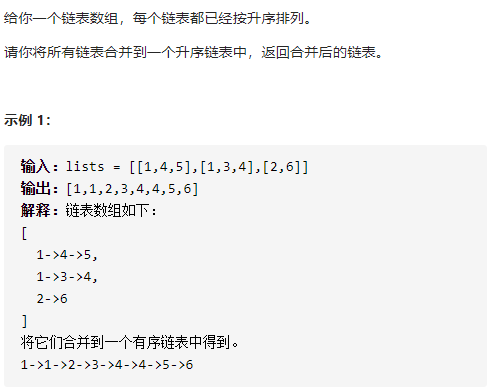 给你一个链表数组，每个链表都已经按升序排列。
请你将所有链表合并到一个升序链表中，返回合并后的链表。
示例 1：
输入：lists = [[1,4,5],[1,3,4],[2,6]]
输出：[1,1,2,3,4,4,5,6]
解释：链表数组如下：
[
  1->4->5,
  1->3->4,
  2->6
]
将它们合并到一个有序链表中得到。
1->1->2->3->4->4->5->6